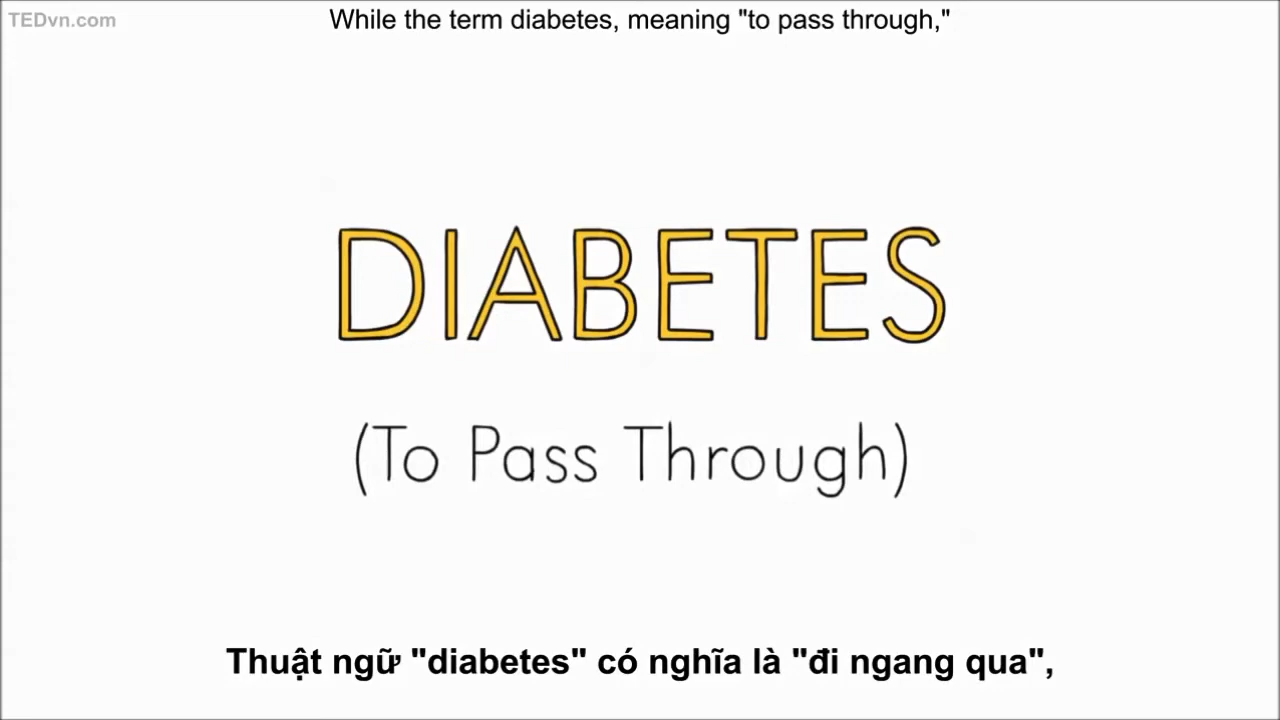 TEDvn.com
While the term diabetes, meaning "to pass through,"
DIABETES
(To Pass Through)
Thuật ngữ "diabetes" có nghĩa là "đi ngang qua",